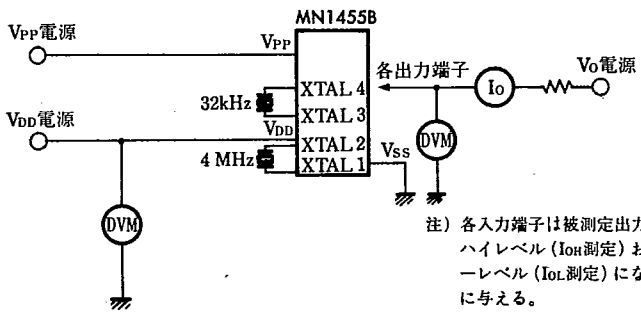 MN1455B
VPP電源
VPP
各出力端子
IO
VO電源
XTAL 4
32kHz
XTAL 3
VDD電源
VDD
XTAL 2
4 MHz
XTAL 1
VSS
DVM
DVM
注) 各入力端子は被測定出力
ハイレベル (IOH測定) お
ーレベル (IOL測定) にな
に与える。